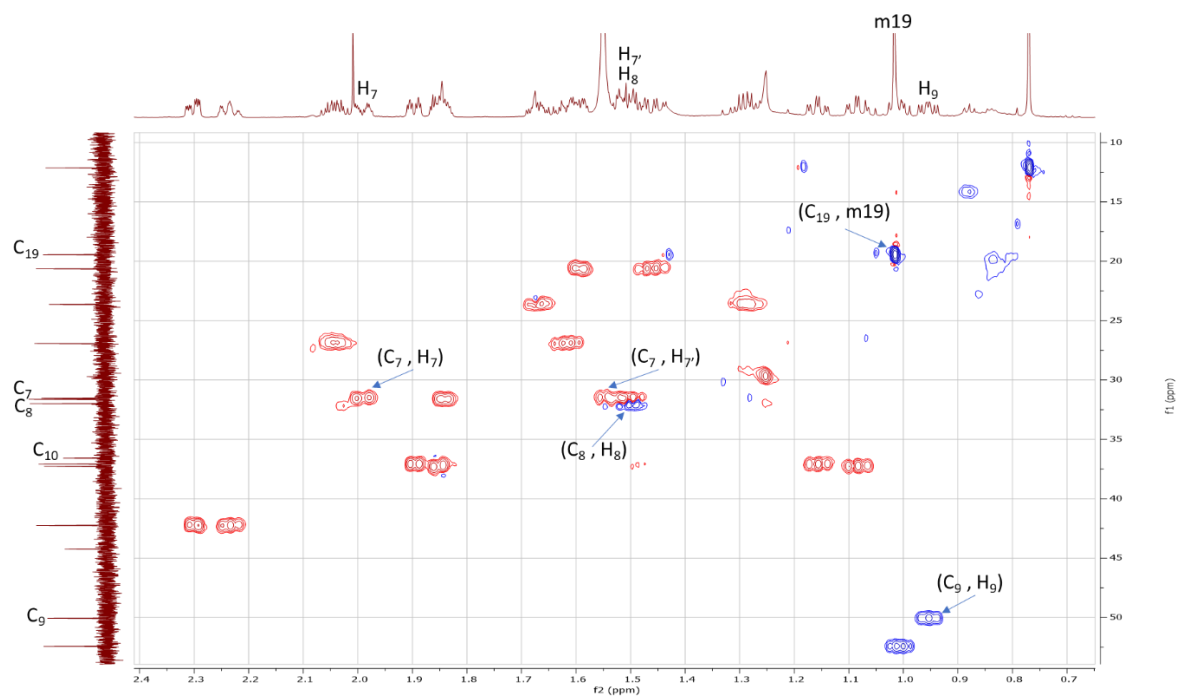 m19
H7'
H8
H7
H9
10
15
20
25
30
35
40
45
50
f1 (ppm)
C19
C7
C8
C10
C9
(C19 , m19)
(C7 , H7)
(C7 , H7')
(C8 , H8)
(C9 , H9)
2.4 2.3 2.2 2.1 2.0 1.9 1.8 1.7 1.6 1.5 1.4 1.3 1.2 1.1 1.0 0.9 0.8 0.7
f2 (ppm)